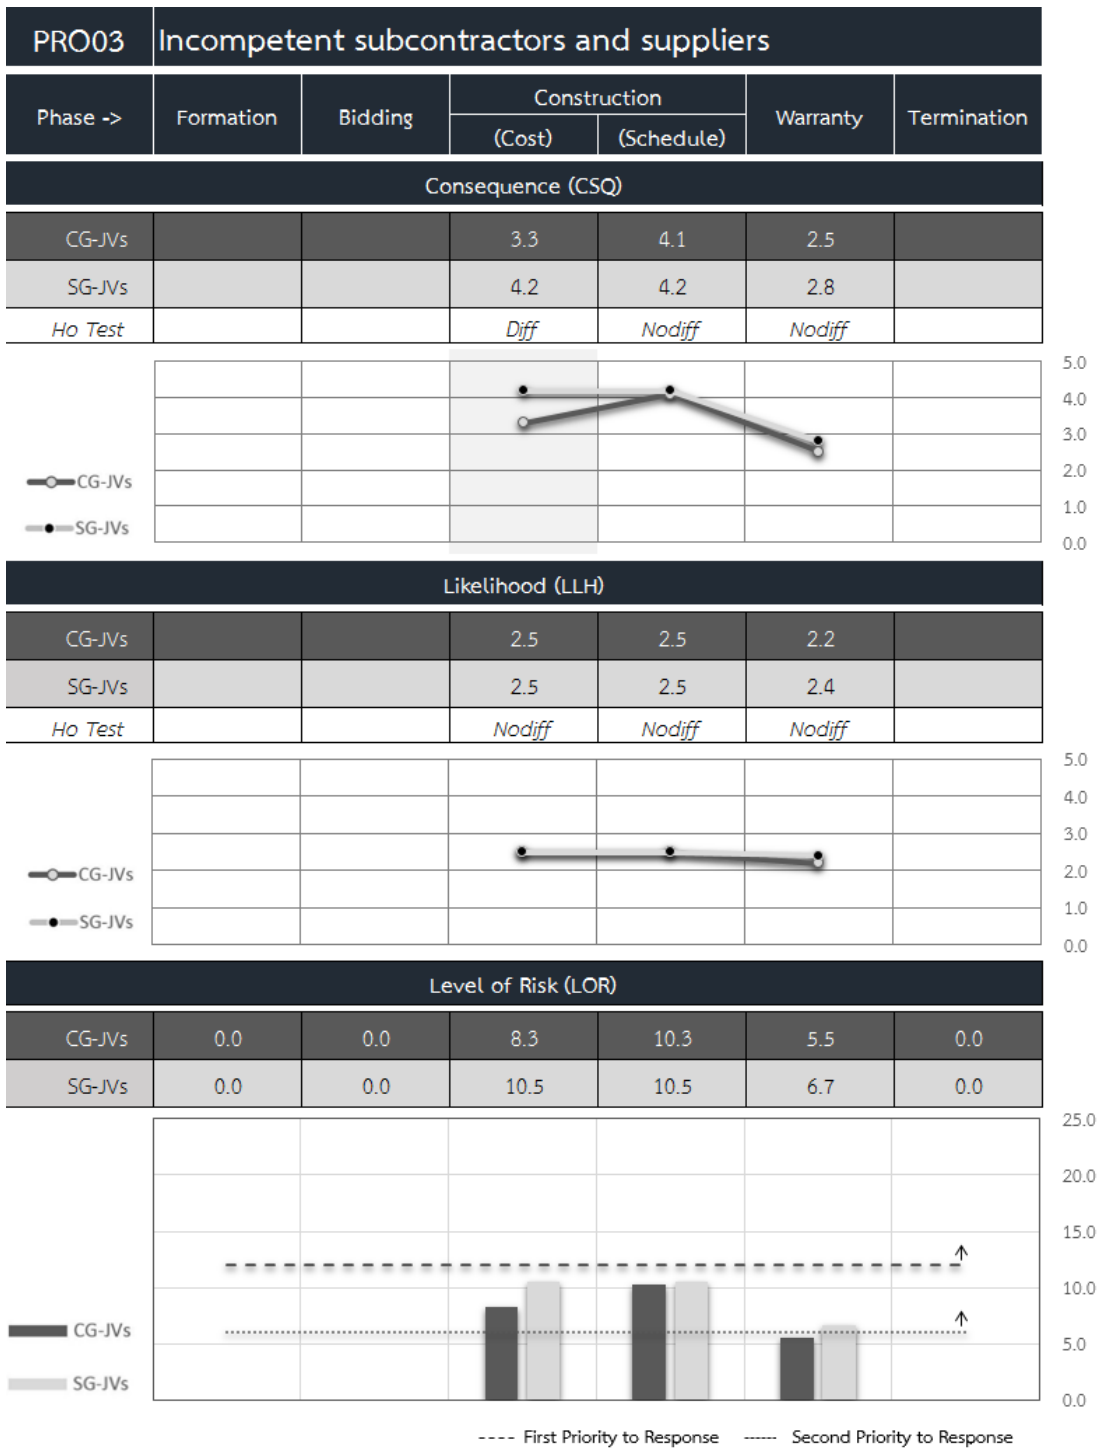 PRO03 Incompetent subcontractors and suppliers
Phase -> Formation Bidding Construction Warranty Termination
(Cost) (Schedule)
Consequence (CSQ)
CG-JVs 3.3 4.1 2.5
SG-JVs 4.2 4.2 2.8
Ho Test Diff Nodiff Nodiff
5.0
4.0
3.0
2.0
1.0
0.0
CG-JVs
SG-JVs
Likelihood (LLH)
CG-JVs 2.5 2.5 2.2
SG-JVs 2.5 2.5 2.4
Ho Test Nodiff Nodiff Nodiff
5.0
4.0
3.0
2.0
1.0
0.0
CG-JVs
SG-JVs
Level of Risk (LOR)
CG-JVs 0.0 0.0 8.3 10.3 5.5 0.0
SG-JVs 0.0 0.0 10.5 10.5 6.7 0.0
25.0
20.0
15.0
10.0
5.0
0.0
CG-JVs
SG-JVs
---- First Priority to Response ------ Second Priority to Response